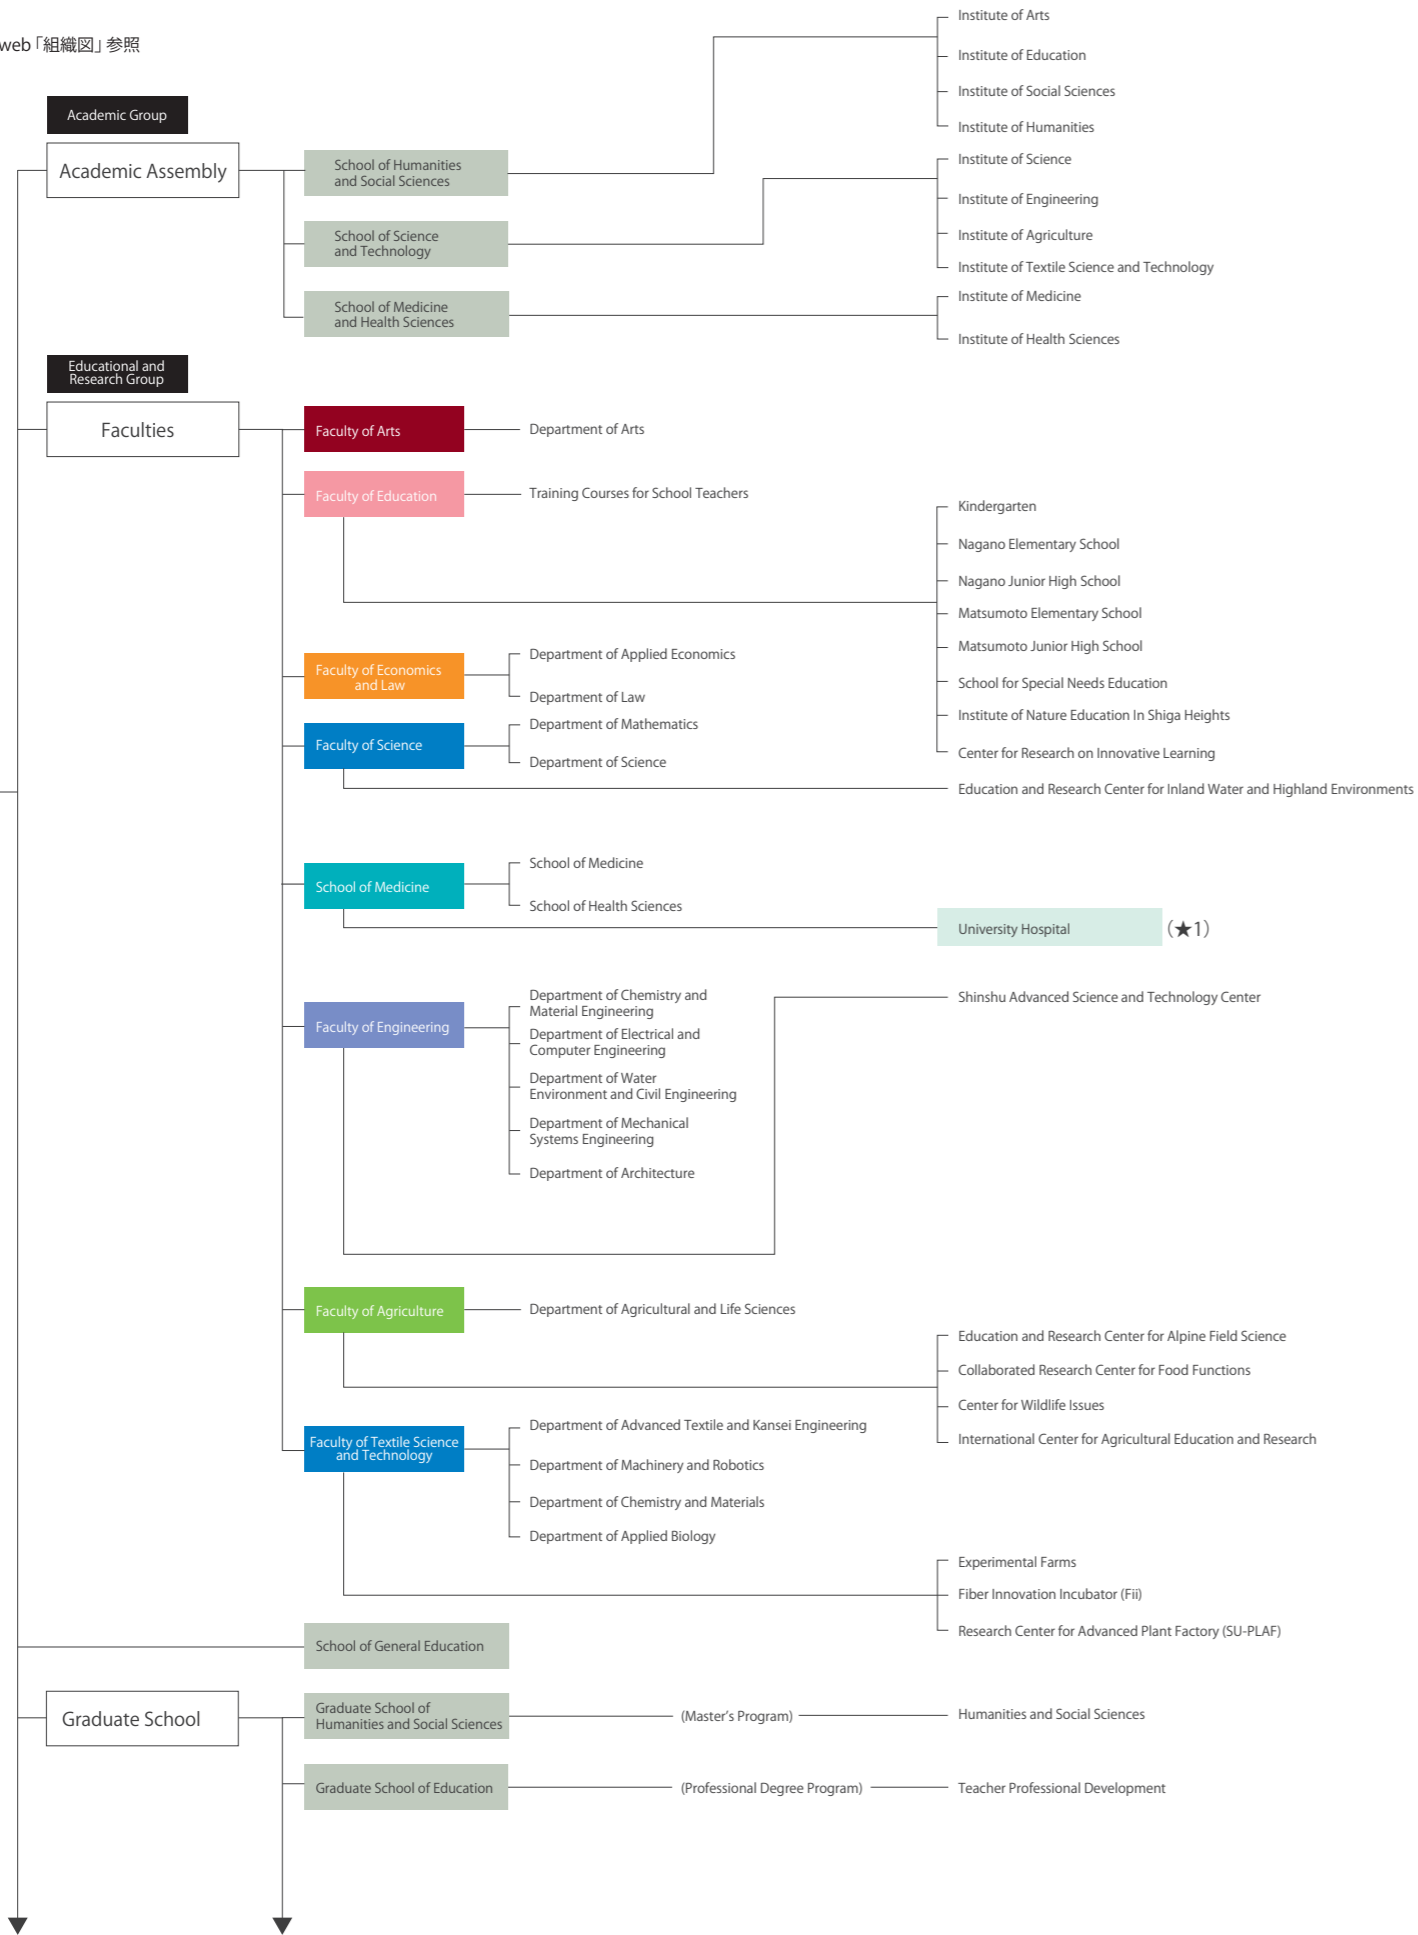 web「組織図」参照
Academic Group
Academic Assembly
School of Humanities
and Social Sciences
Institute of Arts
Institute of Education
Institute of Social Sciences
Institute of Humanities
School of Science
and Technology
Institute of Science
Institute of Engineering
Institute of Agriculture
Institute of Textile Science and Technology
School of Medicine
and Health Sciences
Institute of Medicine
Institute of Health Sciences
Educational and
Research Group
Faculties
Faculty of Arts
Department of Arts
Faculty of Education
Training Courses for School Teachers
Kindergarten
Nagano Elementary School
Nagano Junior High School
Matsumoto Elementary School
Matsumoto Junior High School
School for Special Needs Education
Institute of Nature Education In Shiga Heights
Center for Research on Innovative Learning
Faculty of Economics
and Law
Department of Applied Economics
Department of Law
Faculty of Science
Department of Mathematics
Department of Science
Education and Research Center for Inland Water and Highland Environments
School of Medicine
School of Medicine
School of Health Sciences
University Hospital
（★1）
Faculty of Engineering
Department of Chemistry and
Material Engineering
Department of Electrical and
Computer Engineering
Department of Water
Environment and Civil Engineering
Department of Mechanical
Systems Engineering
Department of Architecture
Shinshu Advanced Science and Technology Center
Faculty of Agriculture
Department of Agricultural and Life Sciences
Education and Research Center for Alpine Field Science
Collaborated Research Center for Food Functions
Center for Wildlife Issues
International Center for Agricultural Education and Research
Faculty of Textile Science
and Technology
Department of Advanced Textile and Kansei Engineering
Department of Machinery and Robotics
Department of Chemistry and Materials
Department of Applied Biology
Experimental Farms
Fiber Innovation Incubator (Fii)
Research Center for Advanced Plant Factory (SU-PLAF)
School of General Education
Graduate School
Graduate School of
Humanities and Social Sciences
(Master's Program)
Humanities and Social Sciences
Graduate School of Education
(Professional Degree Program)
Teacher Professional Development